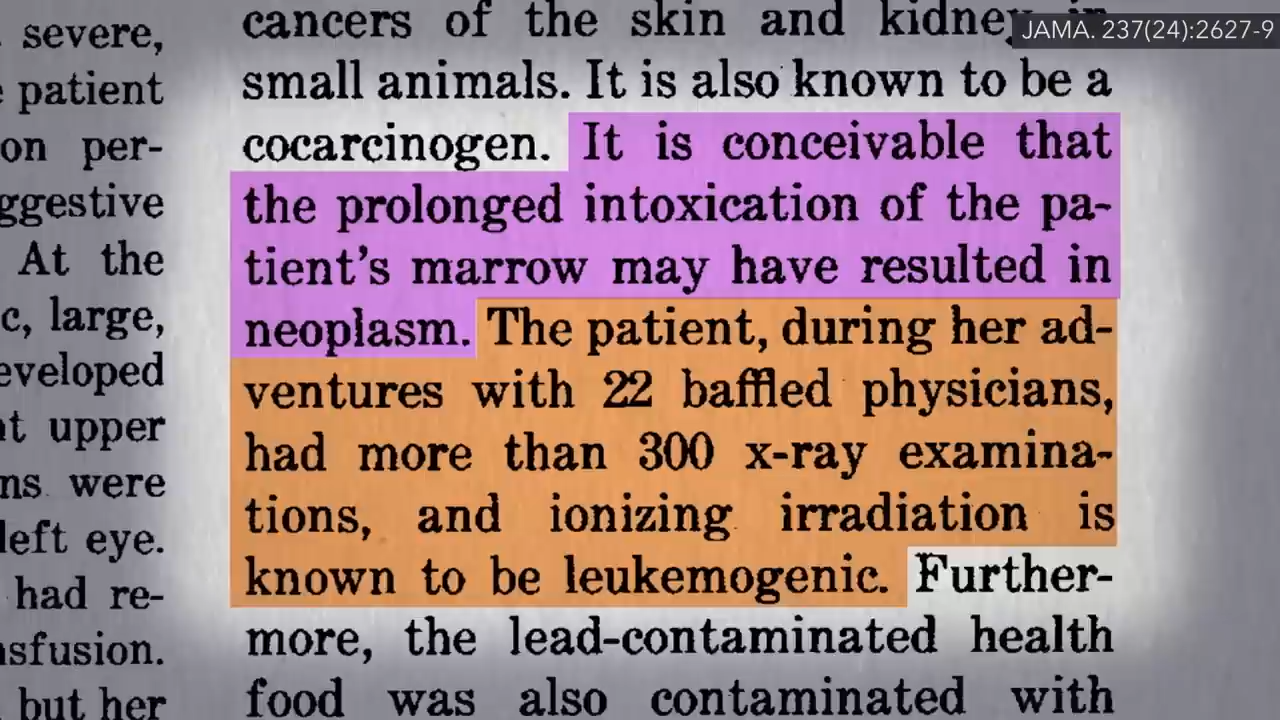 severe,
patient
on per-
ggestive
At the
c, large,
eveloped
t upper
ns were
left eye.
had re-
nsfusion.
but her
cancers of the skin and kidney in
small animals. It is also known to be a
cocarcinogen. It is conceivable that
the prolonged intoxication of the pa-
tient's marrow may have resulted in
neoplasm. The patient, during her ad-
ventures with 22 baffled physicians,
had more than 300 x-ray examina-
tions, and ionizing irradiation is
known to be leukemogenic. Further-
more, the lead-contaminated health
food was also contaminated with
JAMA. 237(24):2627-9